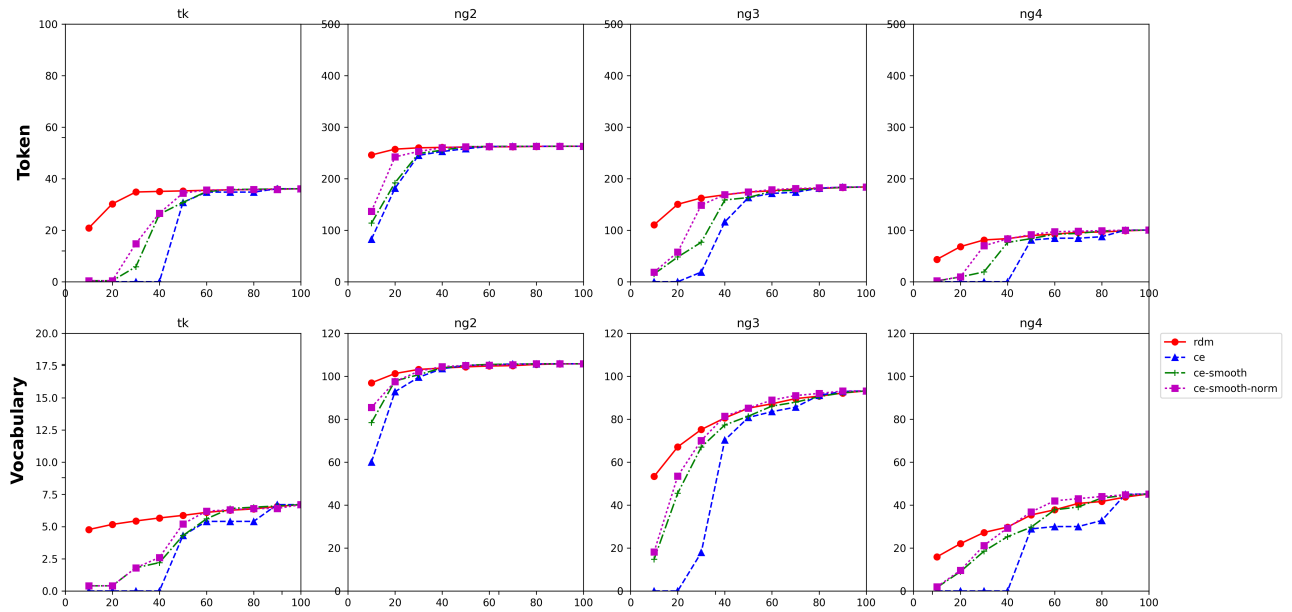 tk ng2 ng3 ng4
100 500 500 500
80 400 400 400
60 300 300 300
40 200 200 200
20 100 100 100
0 0 0 0
0 20 40 60 80 100 0 20 40 60 80 100 0 20 40 60 80 100 0 20 40 60 80 100
Token
tk ng2 ng3 ng4
20.0 120 120 120
17.5 100 100 100
15.0 80 80 80
12.5 60 60 60
10.0 40 40 40
7.5 20 20 20
5.0 0 0 0
2.5
0.0
0 20 40 60 80 100 0 20 40 60 80 100 0 20 40 60 80 100 0 20 40 60 80 100
Vocabulary
rdm
ce
ce-smooth
ce-smooth-norm